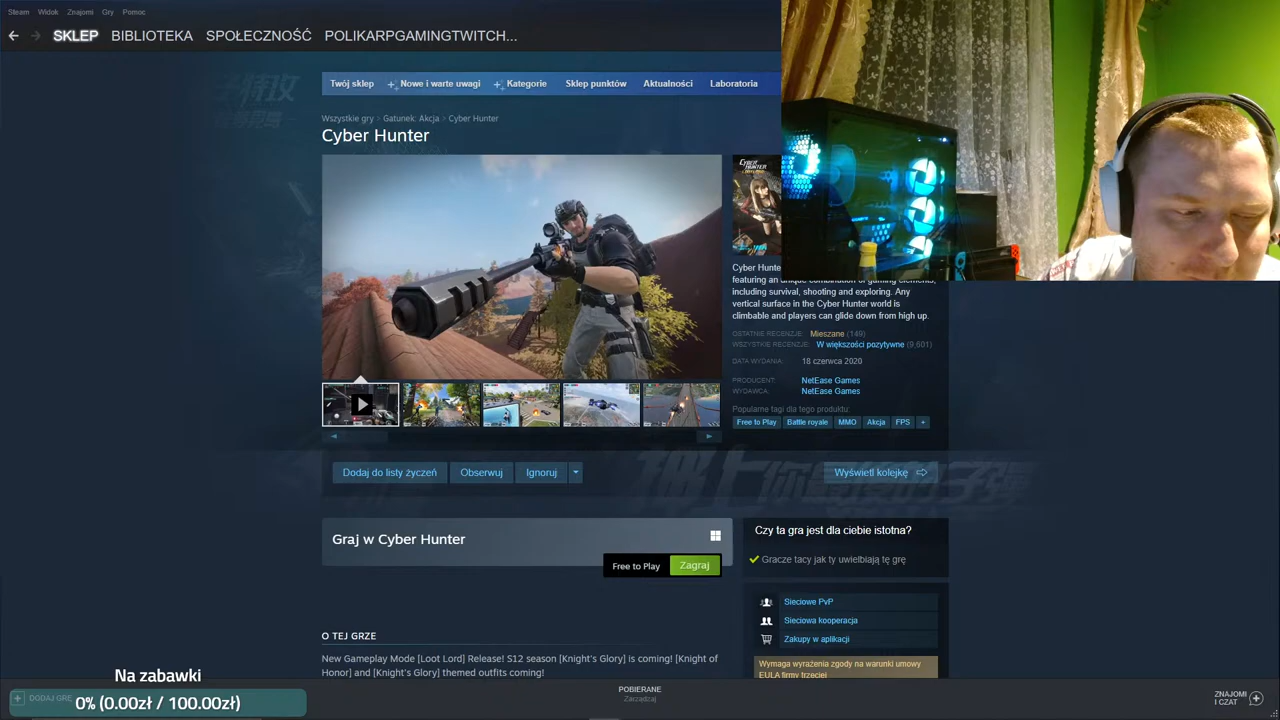 Steam Widok Znajomi Gry Pomoc
SKLEP BIBLIOTEKA SPOŁECZNOŚĆ POLIKARPGAMINGTWITCH...
Twój sklep Nowe i warte uwagi Kategorie Sklep punktów Aktualności Laboratoria
Wszystkie gry > Gatunek: Akcja > Cyber Hunter
Cyber Hunter
CYBER HUNTER
Cyber Hunte
featuring an unique combination of gaming elements,
including survival, shooting and exploring. Any
vertical surface in the Cyber Hunter world is
climbable and players can glide down from high up.
OSTATNIE RECENZJE: Mieszane (149)
WSZYSTKIE RECENZJE: W większości pozytywne (9,601)
DATA WYDANIA: 18 czerwca 2020
PRODUCENT: NetEase Games
WYDAWCA: NetEase Games
Popularne tagi dla tego produktu:
Free to Play Battle royale MMO Akcja FPS +
Dodaj do listy życzeń Obserwuj Ignoruj Wyświetl kolejkę
Graj w Cyber Hunter
Free to Play Zagraj
Czy ta gra jest dla ciebie istotna?
Gracze tacy jak ty uwielbiają tę grę
Sieciowe PvP
Sieciowa kooperacja
Zakupy w aplikacji
Wymaga wyrażenia zgody na warunki umowy
EULA firmy trzeciej
O TEJ GRZE
New Gameplay Mode [Loot Lord] Release! S12 season [Knight's Glory] is coming! [Knight of
Honor] and [Knight's Glory] themed outfits coming!
Na zabawki
DODAJ GRĘ
0% (0.00zł / 100.00zł)
POBIERANE
Zarządzaj
ZNAJOMI
I CZAT